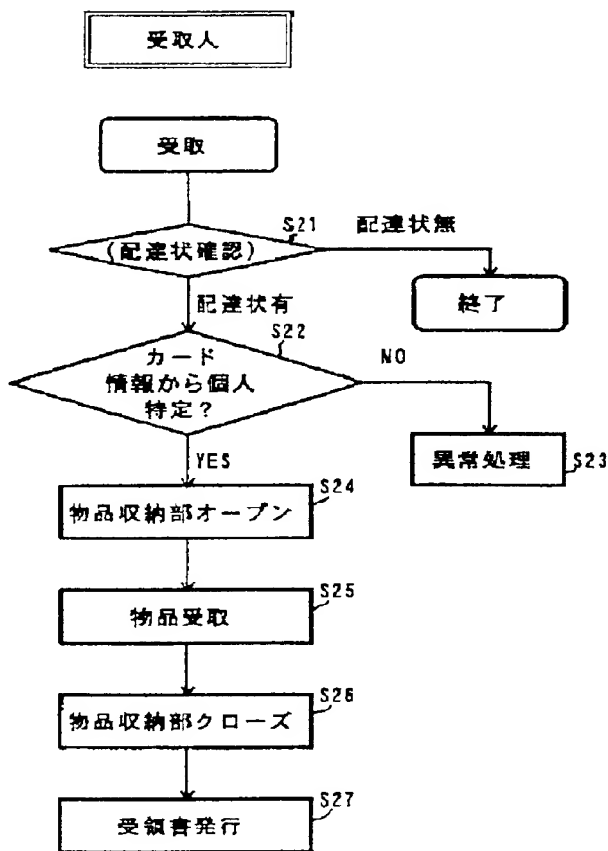 受取人
受取
S21
(配達状確認)
配達状無
終了
配達状有
S22
カード
情報から個人
特定？
NO
異常処理
S23
YES
S24
物品収納部オープン
S25
物品受取
S26
物品収納部クローズ
S27
受領書発行